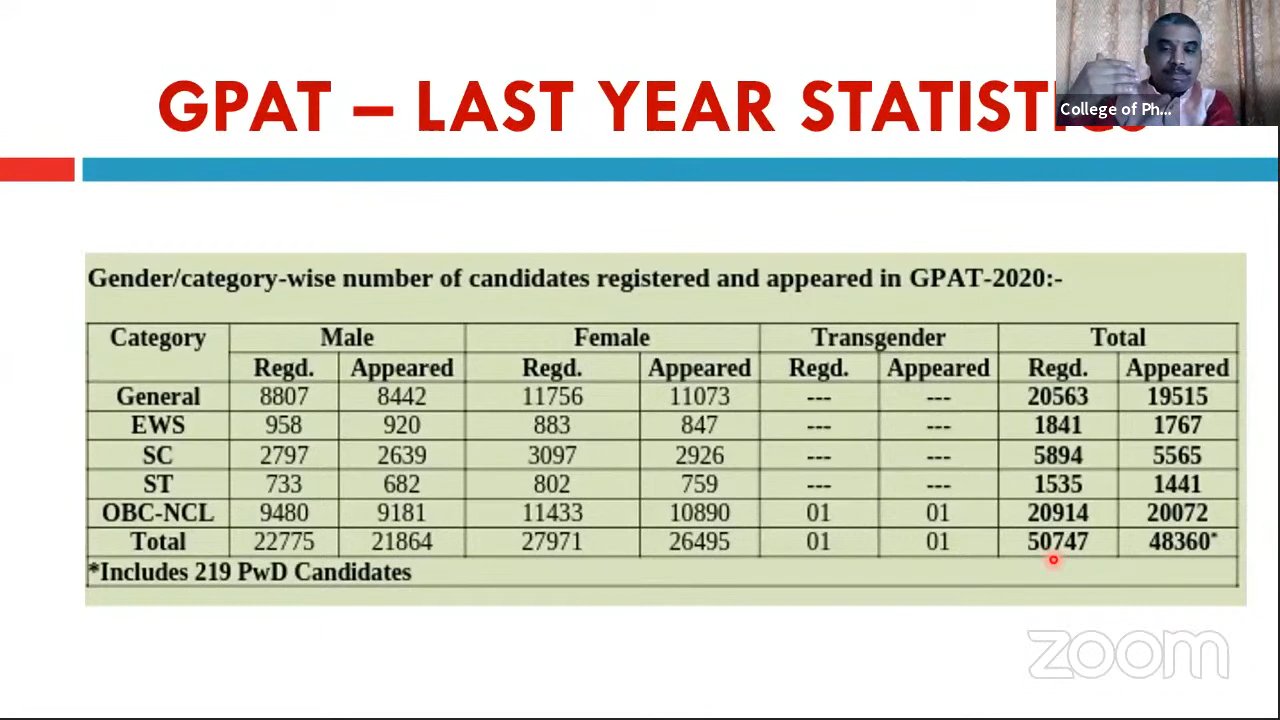 GPAT – LAST YEAR STATISTICS
College of Ph...
Gender/category-wise number of candidates registered and appeared in GPAT-2020:-
Category Male Female Transgender Total
Regd. Appeared Regd. Appeared Regd. Appeared Regd. Appeared
General 8807 8442 11756 11073 --- --- 20563 19515
EWS 958 920 883 847 --- --- 1841 1767
SC 2797 2639 3097 2926 --- --- 5894 5565
ST 733 682 802 759 --- --- 1535 1441
OBC-NCL 9480 9181 11433 10890 01 01 20914 20072
Total 22775 21864 27971 26495 01 01 50747 48360*
*Includes 219 PwD Candidates
zoom